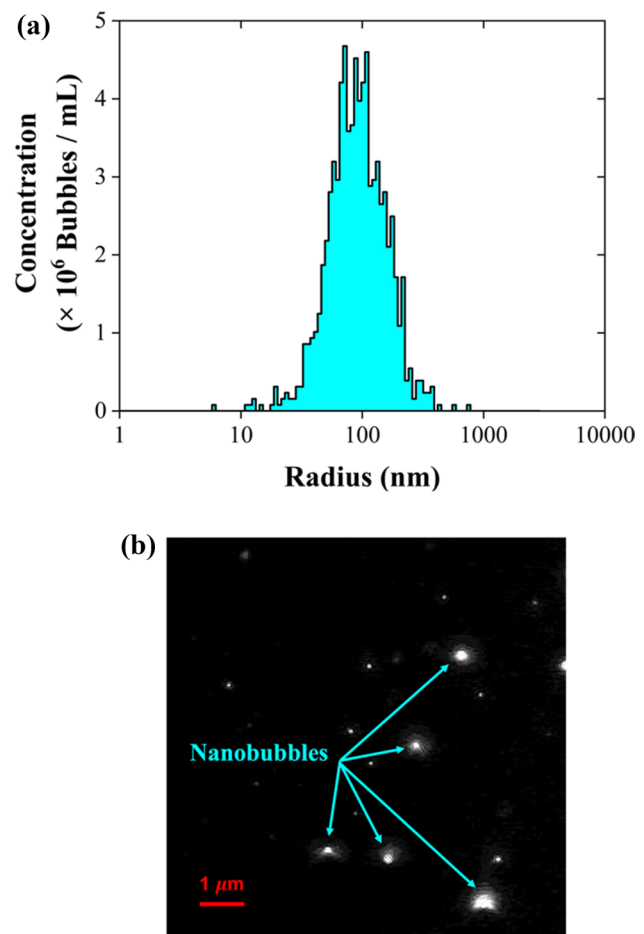 (a)
Concentration
(× 10⁶ Bubbles / mL)
5
4
3
2
1
0
1
10
100
1000
10000
Radius (nm)
(b)
Nanobubbles
1 μm